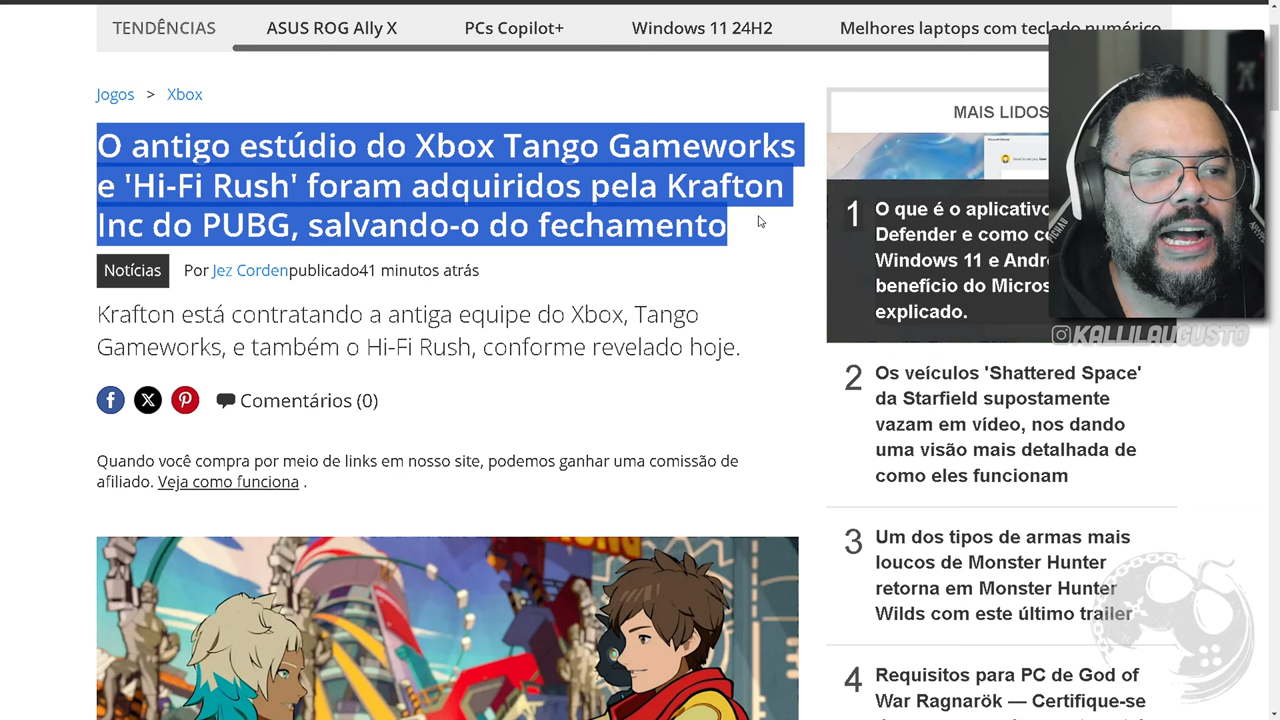 TENDÊNCIAS
ASUS ROG Ally X
PCs Copilot+
Windows 11 24H2
Melhores laptops com teclado numérico
Jogos > Xbox
O antigo estúdio do Xbox Tango Gameworks
e 'Hi-Fi Rush' foram adquiridos pela Krafton
Inc do PUBG, salvando-o do fechamento
Notícias
Por Jez Cordenpublicado41 minutos atrás
Krafton está contratando a antiga equipe do Xbox, Tango
Gameworks, e também o Hi-Fi Rush, conforme revelado hoje.
Comentários (0)
Quando você compra por meio de links em nosso site, podemos ganhar uma comissão de
afiliado. Veja como funciona .
MAIS LIDOS
1
O que é o aplicativo
Defender e como
Windows 11 e
benefício do
explicado.
KALLILAUGUSTO
2
Os veículos 'Shattered Space'
da Starfield supostamente
vazam em vídeo, nos dando
uma visão mais detalhada de
como eles funcionam
3
Um dos tipos de armas mais
loucos de Monster Hunter
retorna em Monster Hunter
Wilds com este último trailer
4
Requisitos para PC de God of
War Ragnarök — Certifique-se